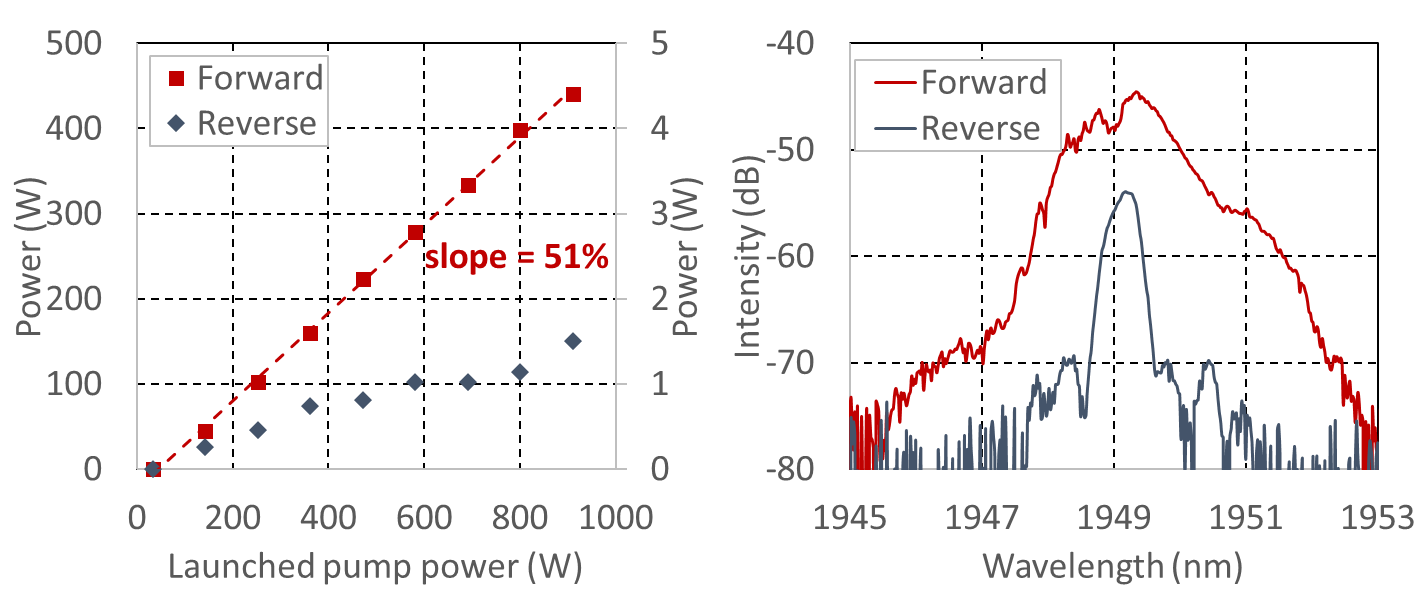 500
400
300
200
100
0
Power (W)
Forward
Reverse
slope = 51%
5
4
3
2
1
0
Power (W)
0 200 400 600 800 1000
Launched pump power (W)
-40
-50
-60
-70
-80
Intensity (dB)
Forward
Reverse
1945 1947 1949 1951 1953
Wavelength (nm)